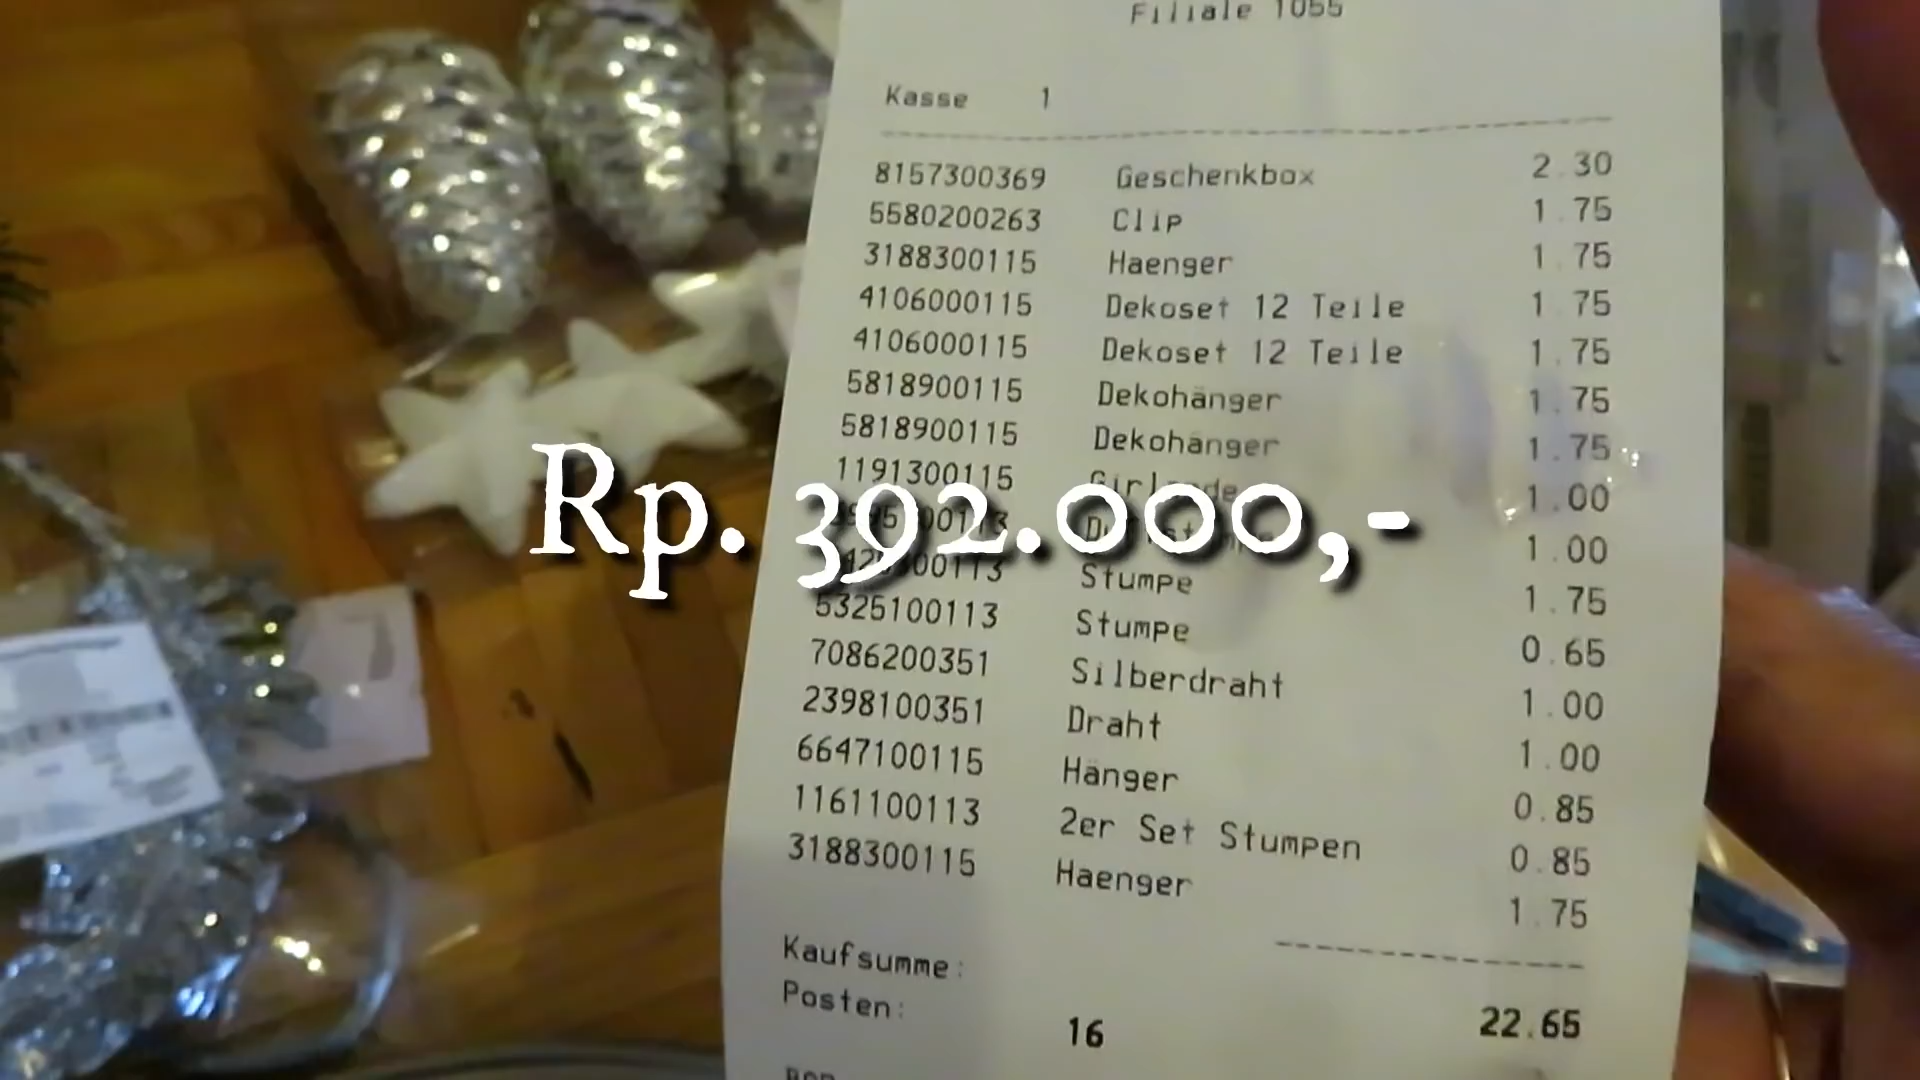 Filiale 1055
Kasse 1
8157300369 Geschenkbox 2.30
5580200263 Clip 1.75
3188300115 Haenger 1.75
4106000115 Dekoset 12 Teile 1.75
4106000115 Dekoset 12 Teile 1.75
5818900115 Dekohänger 1.75
5818900115 Dekohänger 1.75
1191300115 Girlande 1.00
1.00
Stumpe 1.75
5325100113 Stumpe 0.65
7086200351 Silberdraht 1.00
2398100351 Draht 1.00
6647100115 Hänger 0.85
1161100113 2er Set Stumpen 0.85
3188300115 Haenger 1.75
Kaufsumme: 22.65
Posten: 16
Rp. 392.000,-